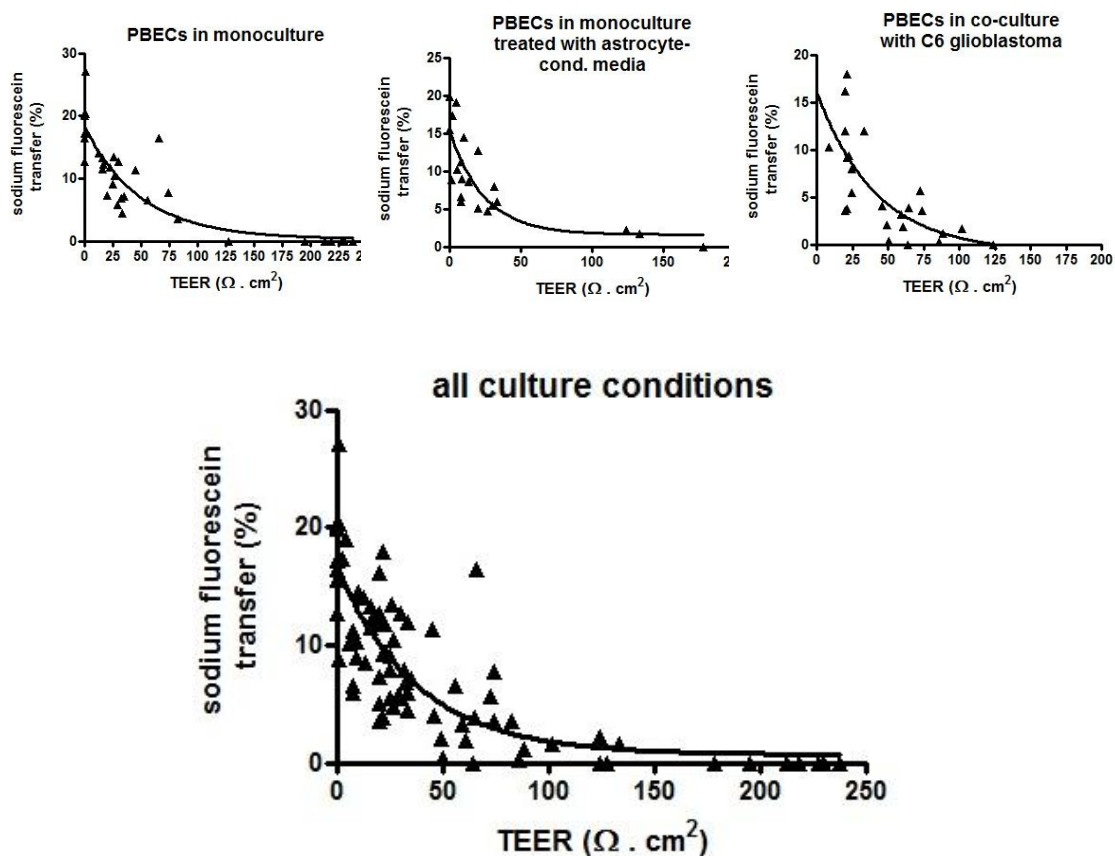 PBECs in monoculture
30
20
10
0
sodium fluorescein
transfer (%)
0 25 50 75 100 125 150 175 200 225 25
TEER (Ω . cm²)
PBECs in monoculture
treated with astrocyte-
cond. media
25
20
15
10
5
0
sodium fluorescein
transfer (%)
0 50 100 150 20
TEER (Ω . cm²)
PBECs in co-culture
with C6 glioblastoma
20
15
10
5
0
sodium fluorescein
transfer (%)
0 25 50 75 100 125 150 175 200
TEER (Ω . cm²)
all culture conditions
30
20
10
0
sodium fluorescein
transfer (%)
0 50 100 150 200 250
TEER (Ω . cm²)